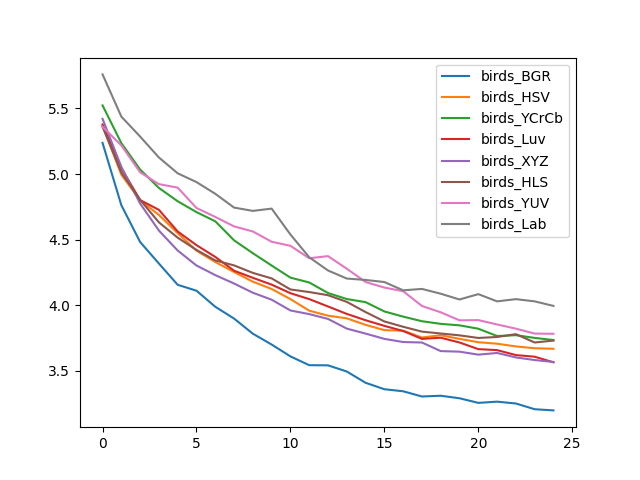 birds_BGR
birds_HSV
birds_YCrCb
birds_Luv
birds_XYZ
birds_HLS
birds_YUV
birds_Lab
5.5
5.0
4.5
4.0
3.5
0 5 10 15 20 25